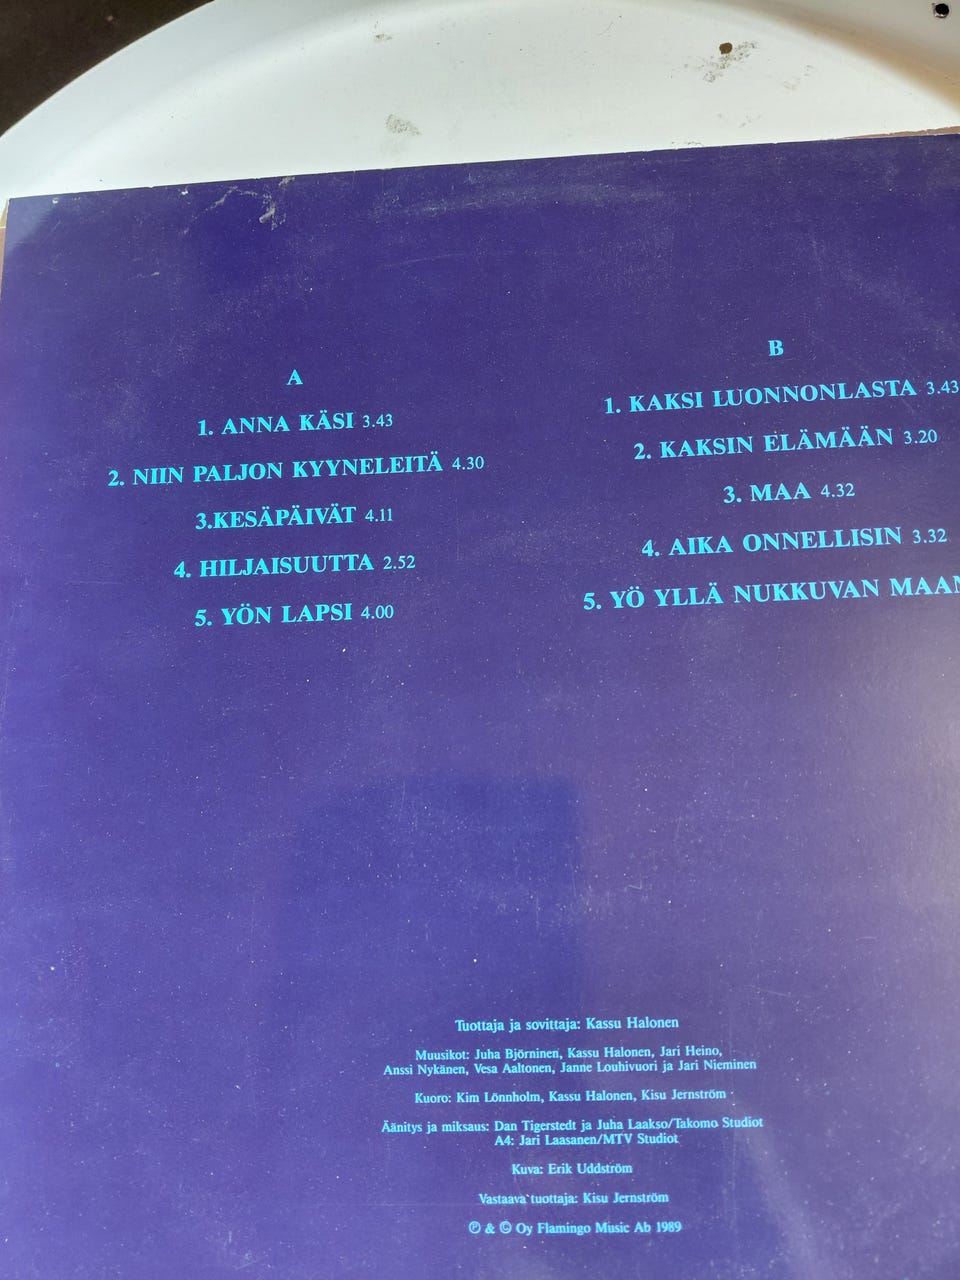 A
1. ANNA KÄSI 3.43
2. NIIN PALJON KYYNELEITÄ 4.30
3.KESÄPÄIVÄT 4.11
4. HILJAISUUTTA 2.52
5. YÖN LAPSI 4.00
B
1. KAKSI LUONNONLASTA 3.43
2. KAKSIN ELÄMÄÄN 3.20
3. MAA 4.32
4. AIKA ONNELLISIN 3.32
5. YÖ YLLÄ NUKKUVAN MAAN
Tuottaja ja sovittaja: Kassu Halonen
Muusikot: Juha Björninen, Kassu Halonen, Jari Heino,
Anssi Nykänen, Vesa Aaltonen, Janne Louhivuori ja Jari Nieminen
Kuoro: Kim Lönnholm, Kassu Halonen, Kisu Jernström
Äänitys ja miksaus: Dan Tigerstedt ja Juha Laakso/Takomo Studiot
A4: Jari Laasanen/MTV Studiot
Kuva: Erik Uddström
Vastaava tuottaja: Kisu Jernström
℗ & © Oy Flamingo Music Ab 1989